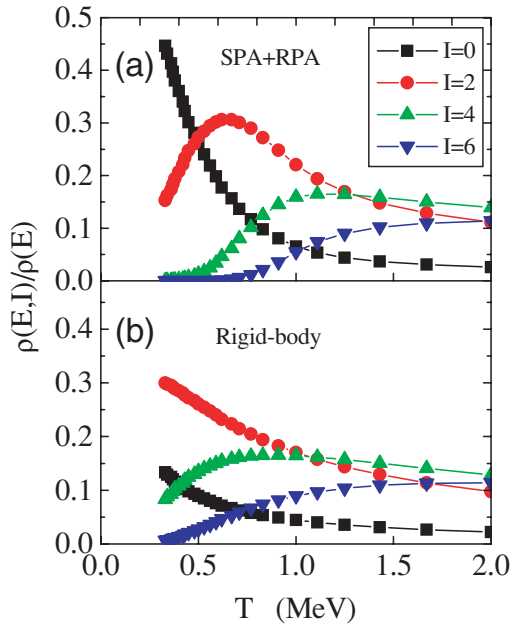 0.5
(a)
SPA+RPA
I=0
I=2
I=4
I=6
0.4
0.3
0.2
0.1
0.0
ρ(E,I)/ρ(E)
(b)
Rigid-body
0.4
0.3
0.2
0.1
0.0
0.0 0.5 1.0 1.5 2.0
T (MeV)